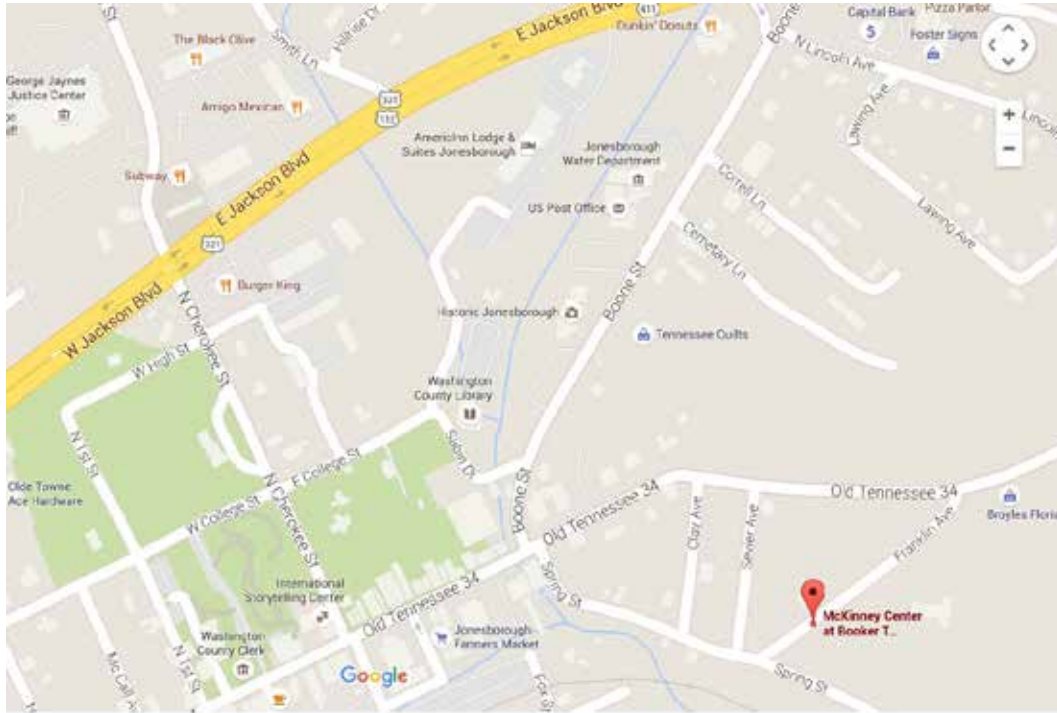 E Jackson Blvd
411
Dunkin' Donuts
Boone
Capital Bank
Pizza Parlor
Foster Signs
N Lincoln Ave
Lawing Ave
Smith Ln
Hillrise Dr
The Black Olive
George Jaynes
Justice Center
Amigo Mexican
321
AmericInn Lodge &
Suites Jonesborough
Jonesborough
Water Department
Subway
E Jackson Blvd
US Post Office
Correll Ln
Lawing Ave
Cemetary Ln
321
Burger King
W Jackson Blvd
N Cherokee St
Historic Jonesborough
Boone St
Tennessee Quilts
W High St
Washington
County Library
N 1st St
Sabin Dr
E College St
Olde Towne
Ace Hardware
N Cherokee St
W College St
Boone St
Old Tennessee 34
Old Tennessee 34
Clay Ave
Sevier Ave
Franklin Ave
International
Storytelling Center
Old Tennessee 34
Spring St
McKinney Center
at Booker T...
Jonesborough
Farmers Market
Washington
County Clerk
Mc Call Ave
N 1st St
Google
Spring St
+
−